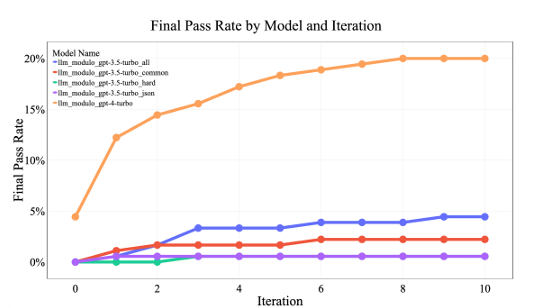 Final Pass Rate by Model and Iteration
Model Name
llm_modulo_gpt-3.5-turbo_all
llm_modulo_gpt-3.5-turbo_common
llm_modulo_gpt-3.5-turbo_hard
llm_modulo_gpt-3.5-turbo_json
llm_modulo_gpt-4-turbo
Final Pass Rate
20%
15%
10%
5%
0%
0 2 4 6 8 10
Iteration